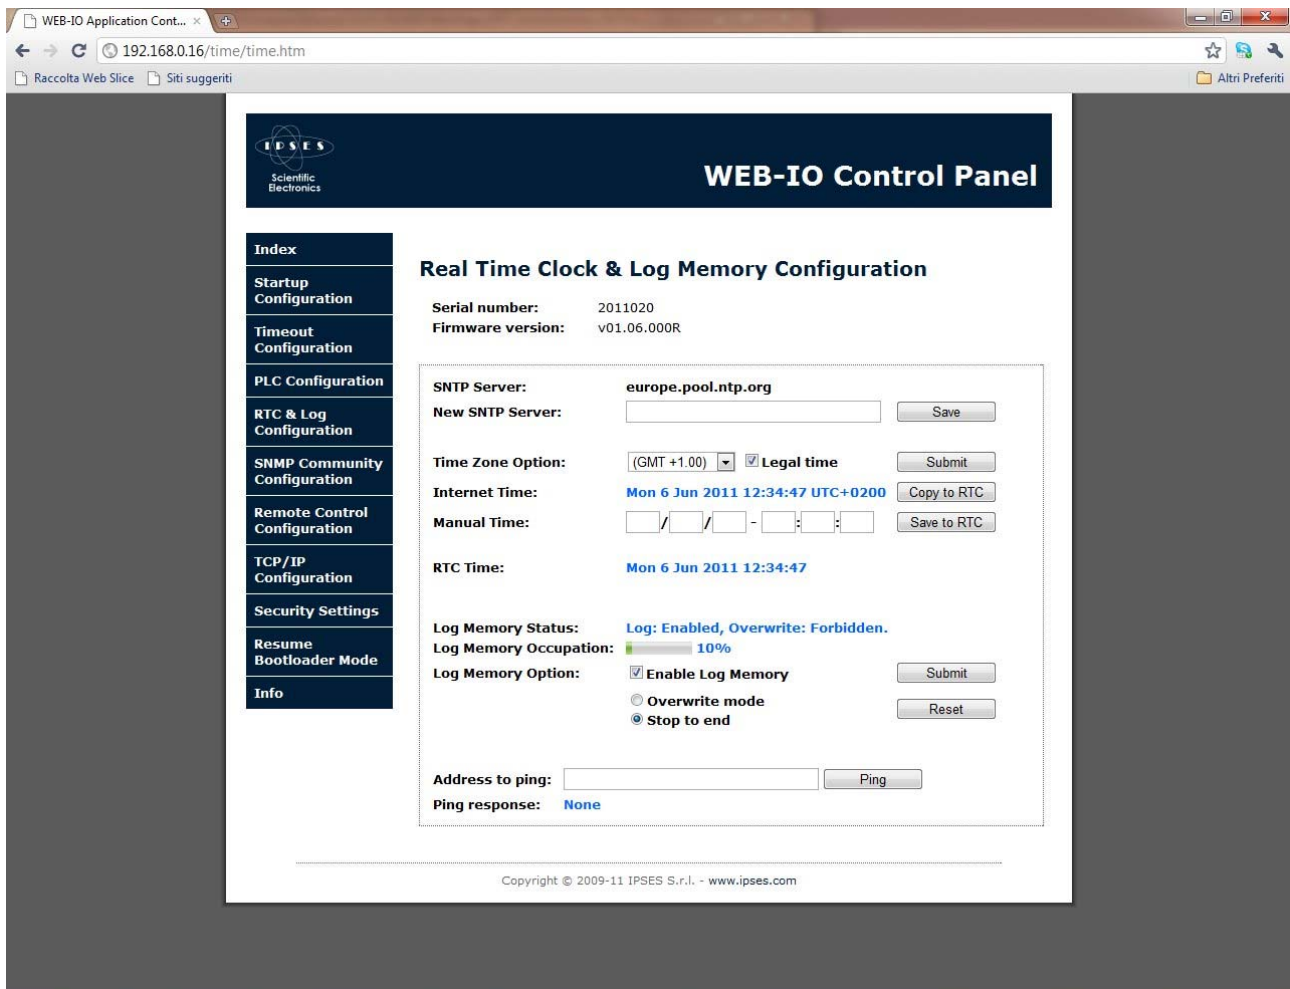 WEB-IO Application Cont...
192.168.0.16/time/time.htm
Raccolta Web Slice Siti suggeriti Altri Preferiti
IPSES
Scientific
Electronics
WEB-IO Control Panel
Index
Startup
Configuration
Timeout
Configuration
PLC Configuration
RTC & Log
Configuration
SNMP Community
Configuration
Remote Control
Configuration
TCP/IP
Configuration
Security Settings
Resume
Bootloader Mode
Info
Real Time Clock & Log Memory Configuration
Serial number: 2011020
Firmware version: v01.06.000R
SNTP Server: europe.pool.ntp.org
New SNTP Server: Save
Time Zone Option: (GMT +1.00) Legal time Submit
Internet Time: Mon 6 Jun 2011 12:34:47 UTC+0200 Copy to RTC
Manual Time: / / - : : Save to RTC
RTC Time: Mon 6 Jun 2011 12:34:47
Log Memory Status: Log: Enabled, Overwrite: Forbidden.
Log Memory Occupation: 10%
Log Memory Option: Enable Log Memory Submit
Overwrite mode
Stop to end
Reset
Address to ping: Ping
Ping response: None
Copyright © 2009-11 IPSES S.r.l. - www.ipses.com